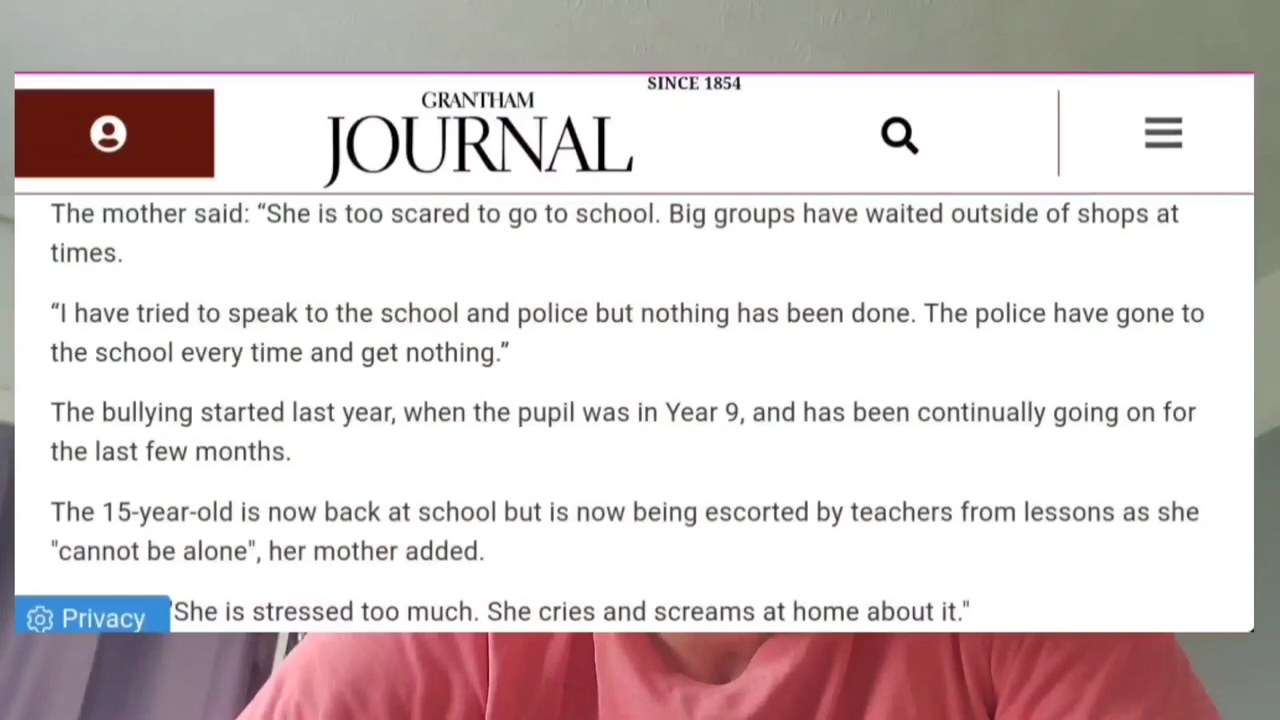 SINCE 1854
GRANTHAM
JOURNAL
The mother said: “She is too scared to go to school. Big groups have waited outside of shops at
times.
“I have tried to speak to the school and police but nothing has been done. The police have gone to
the school every time and get nothing.”
The bullying started last year, when the pupil was in Year 9, and has been continually going on for
the last few months.
The 15-year-old is now back at school but is now being escorted by teachers from lessons as she
"cannot be alone", her mother added.
"She is stressed too much. She cries and screams at home about it."
Privacy